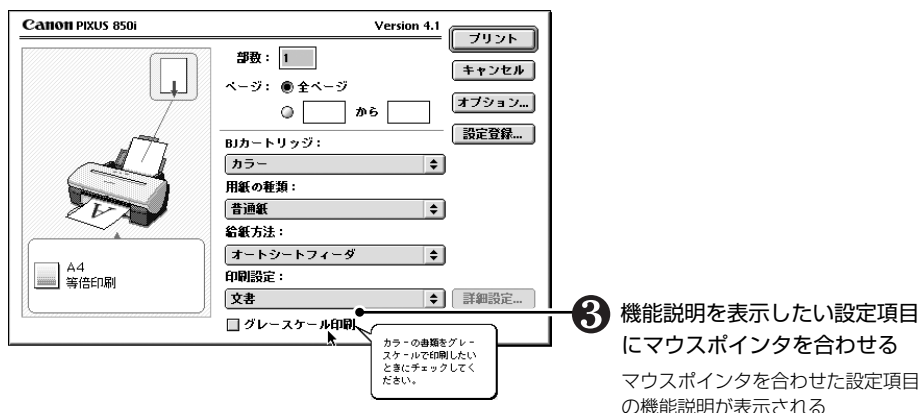 Canon PIXUS 850i
Version 4.1
プリント
部数： 1
キャンセル
ページ： 全ページ
から
オプション...
設定登録...
BJカートリッジ：
カラー
用紙の種類：
普通紙
給紙方法：
オートシートフィーダ
印刷設定：
文書
詳細設定...
グレースケール印刷
A4
等倍印刷
カラーの書類をグレー
スケールで印刷したい
ときにチェックしてく
ださい。
3 機能説明を表示したい設定項目
にマウスポインタを合わせる
マウスポインタを合わせた設定項目
の機能説明が表示される